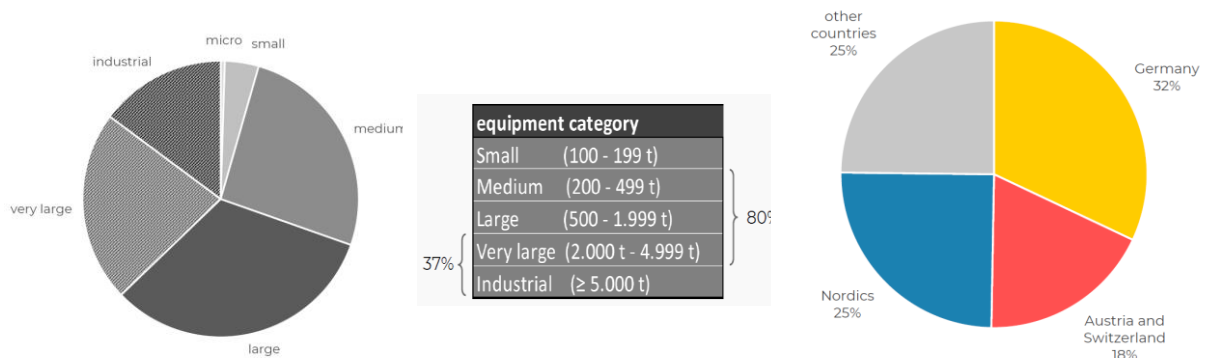 micro
small
industrial
medium
very large
large
equipment category
Small (100 - 199 t)
Medium (200 - 499 t)
Large (500 - 1.999 t)
Very large (2.000 t - 4.999 t)
Industrial (≥ 5.000 t)
37%
80%
other
countries
25%
Germany
32%
Nordics
25%
Austria and
Switzerland
18%